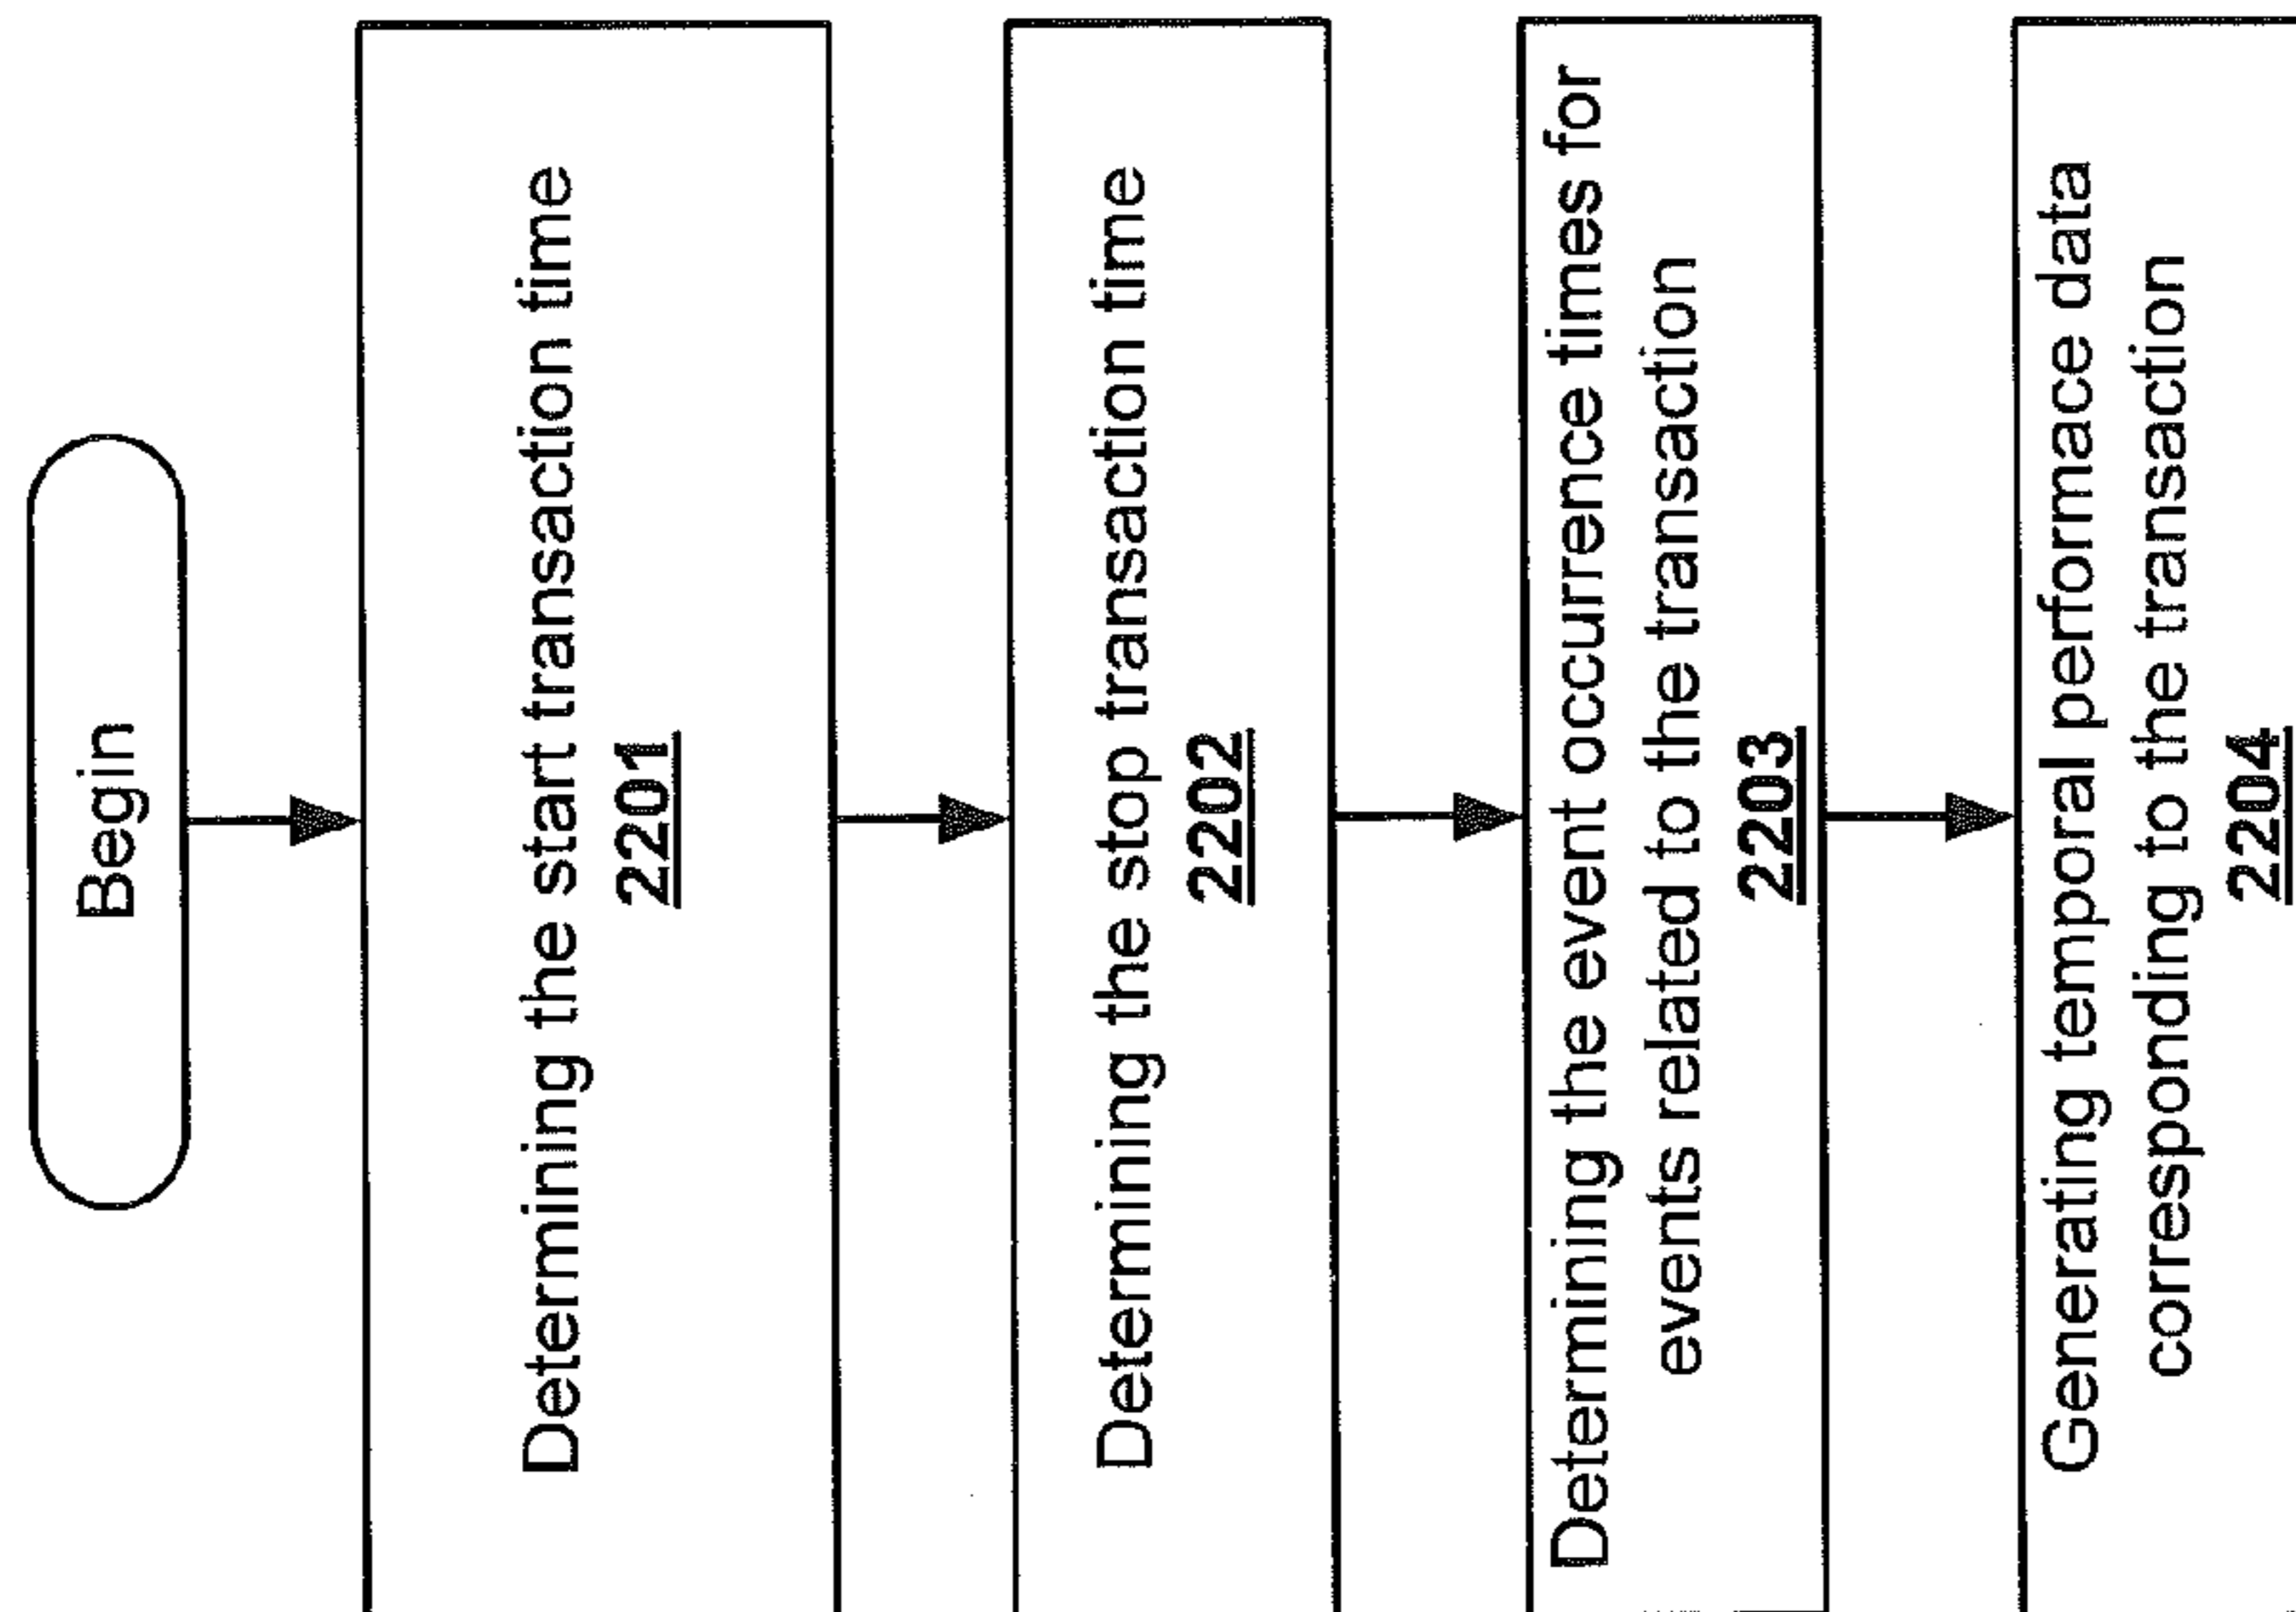 Begin
Determining the start transaction time
2201
Determining the stop transaction time
2202
Determining the event occurrence times for
events related to the transaction
2203
Generating temporal performace data
corresponding to the transaction
2204